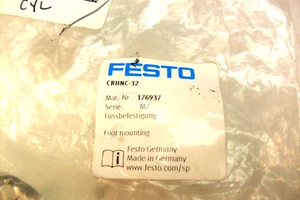 CYL
FESTO
CRHNC-32
Mat. Nr. 176937
Serie: M7
Fussbefestigung
Foot mounting
Festo Germany
Made in Germany
www.festo.com/sp